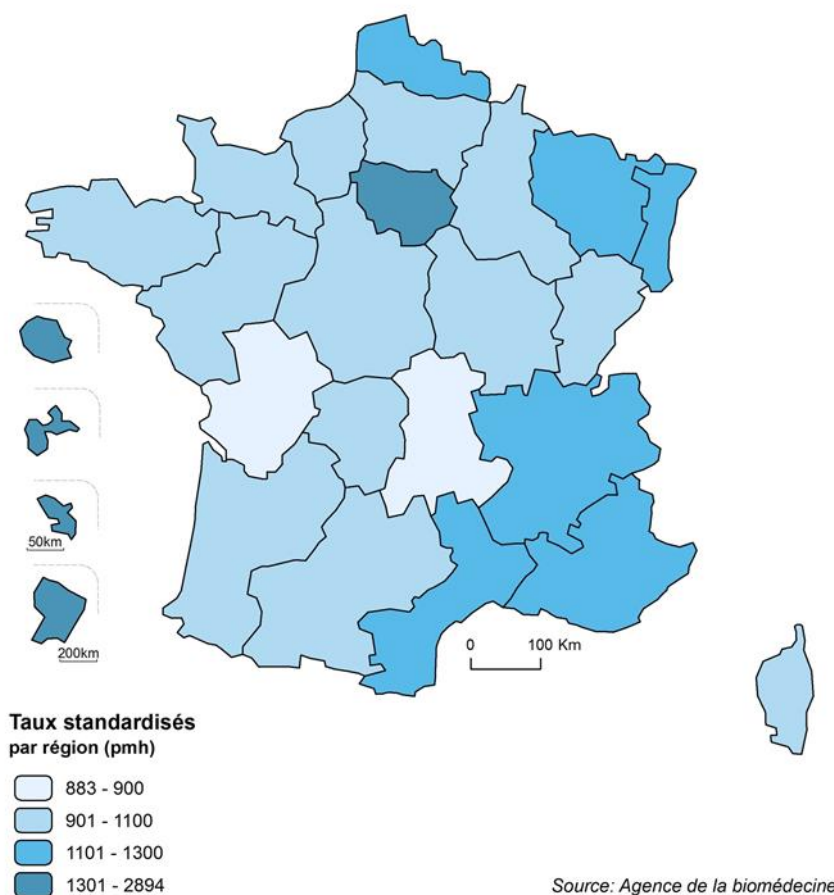 50km
200km
0 100 Km
Taux standardisés
par région (pmh)
883 - 900
901 - 1100
1101 - 1300
1301 - 2894
Source: Agence de la biomédecine